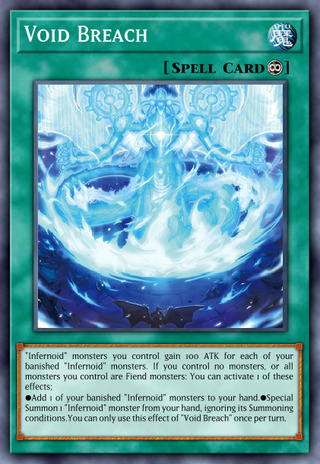 Void Breach
魔
[Spell Card]
"Infernoid" monsters you control gain 100 ATK for each of your
banished "Infernoid" monsters. If you control no monsters, or all
monsters you control are Fiend monsters: You can activate 1 of these
effects;
●Add 1 of your banished "Infernoid" monsters to your hand.●Special
Summon 1 "Infernoid" monster from your hand, ignoring its Summoning
conditions.You can only use this effect of "Void Breach" once per turn.